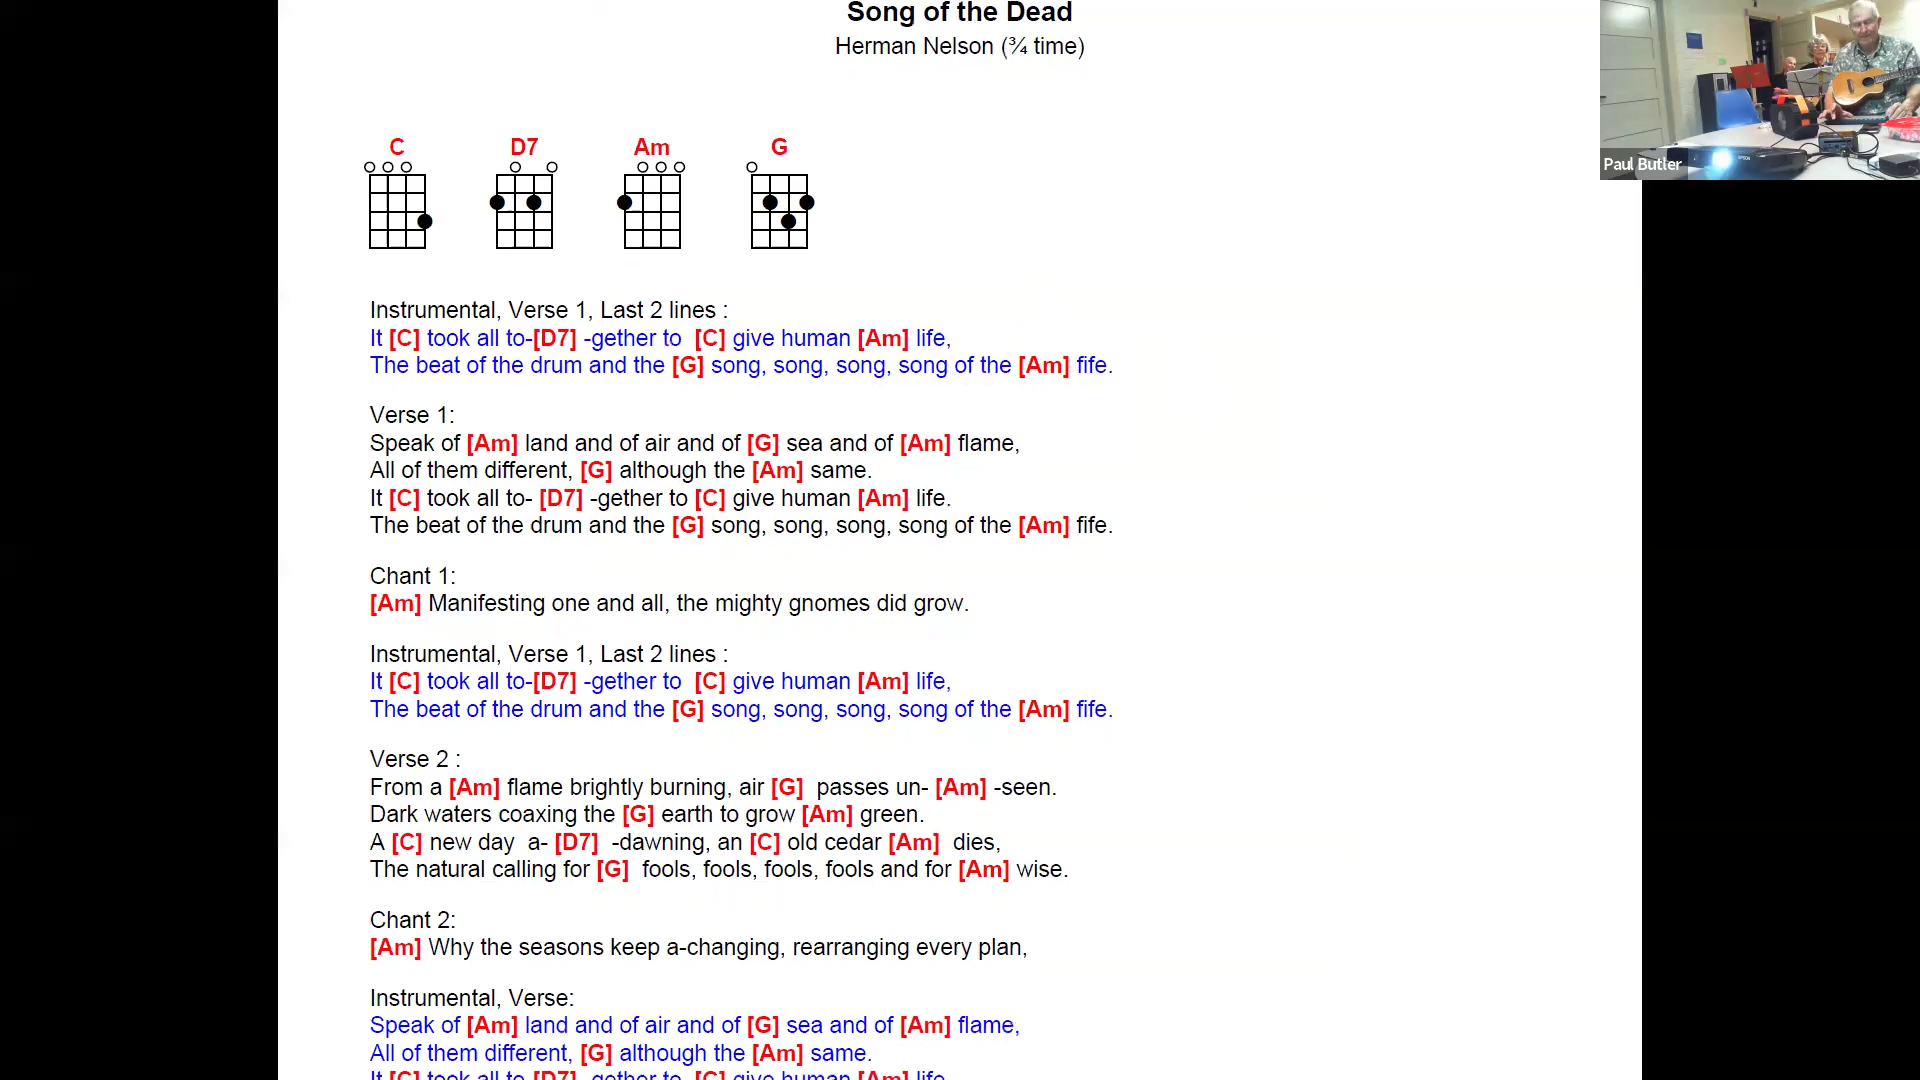 Song of the Dead
Herman Nelson (¾ time)
Paul Butler
C D7 Am G
Instrumental, Verse 1, Last 2 lines :
It [C] took all to-[D7] -gether to [C] give human [Am] life,
The beat of the drum and the [G] song, song, song, song of the [Am] fife.
Verse 1:
Speak of [Am] land and of air and of [G] sea and of [Am] flame,
All of them different, [G] although the [Am] same.
It [C] took all to- [D7] -gether to [C] give human [Am] life.
The beat of the drum and the [G] song, song, song, song of the [Am] fife.
Chant 1:
[Am] Manifesting one and all, the mighty gnomes did grow.
Instrumental, Verse 1, Last 2 lines :
It [C] took all to-[D7] -gether to [C] give human [Am] life,
The beat of the drum and the [G] song, song, song, song of the [Am] fife.
Verse 2 :
From a [Am] flame brightly burning, air [G] passes un- [Am] -seen.
Dark waters coaxing the [G] earth to grow [Am] green.
A [C] new day a- [D7] -dawning, an [C] old cedar [Am] dies,
The natural calling for [G] fools, fools, fools, fools and for [Am] wise.
Chant 2:
[Am] Why the seasons keep a-changing, rearranging every plan,
Instrumental, Verse:
Speak of [Am] land and of air and of [G] sea and of [Am] flame,
All of them different, [G] although the [Am] same.
It [C] took all to-[D7] -gether to [C] give human [Am] life